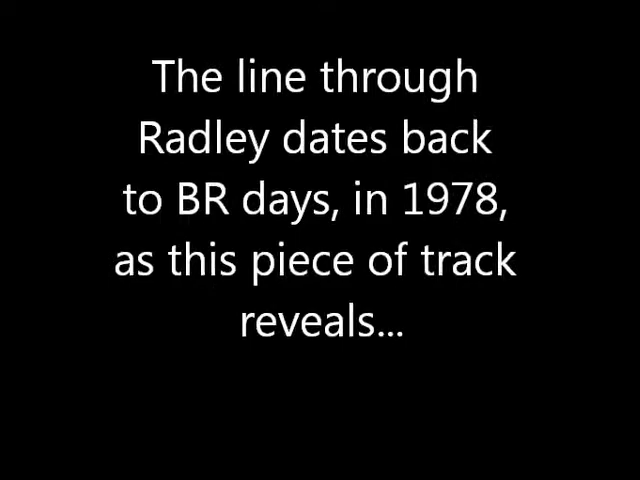 The line through
Radley dates back
to BR days, in 1978,
as this piece of track
reveals...